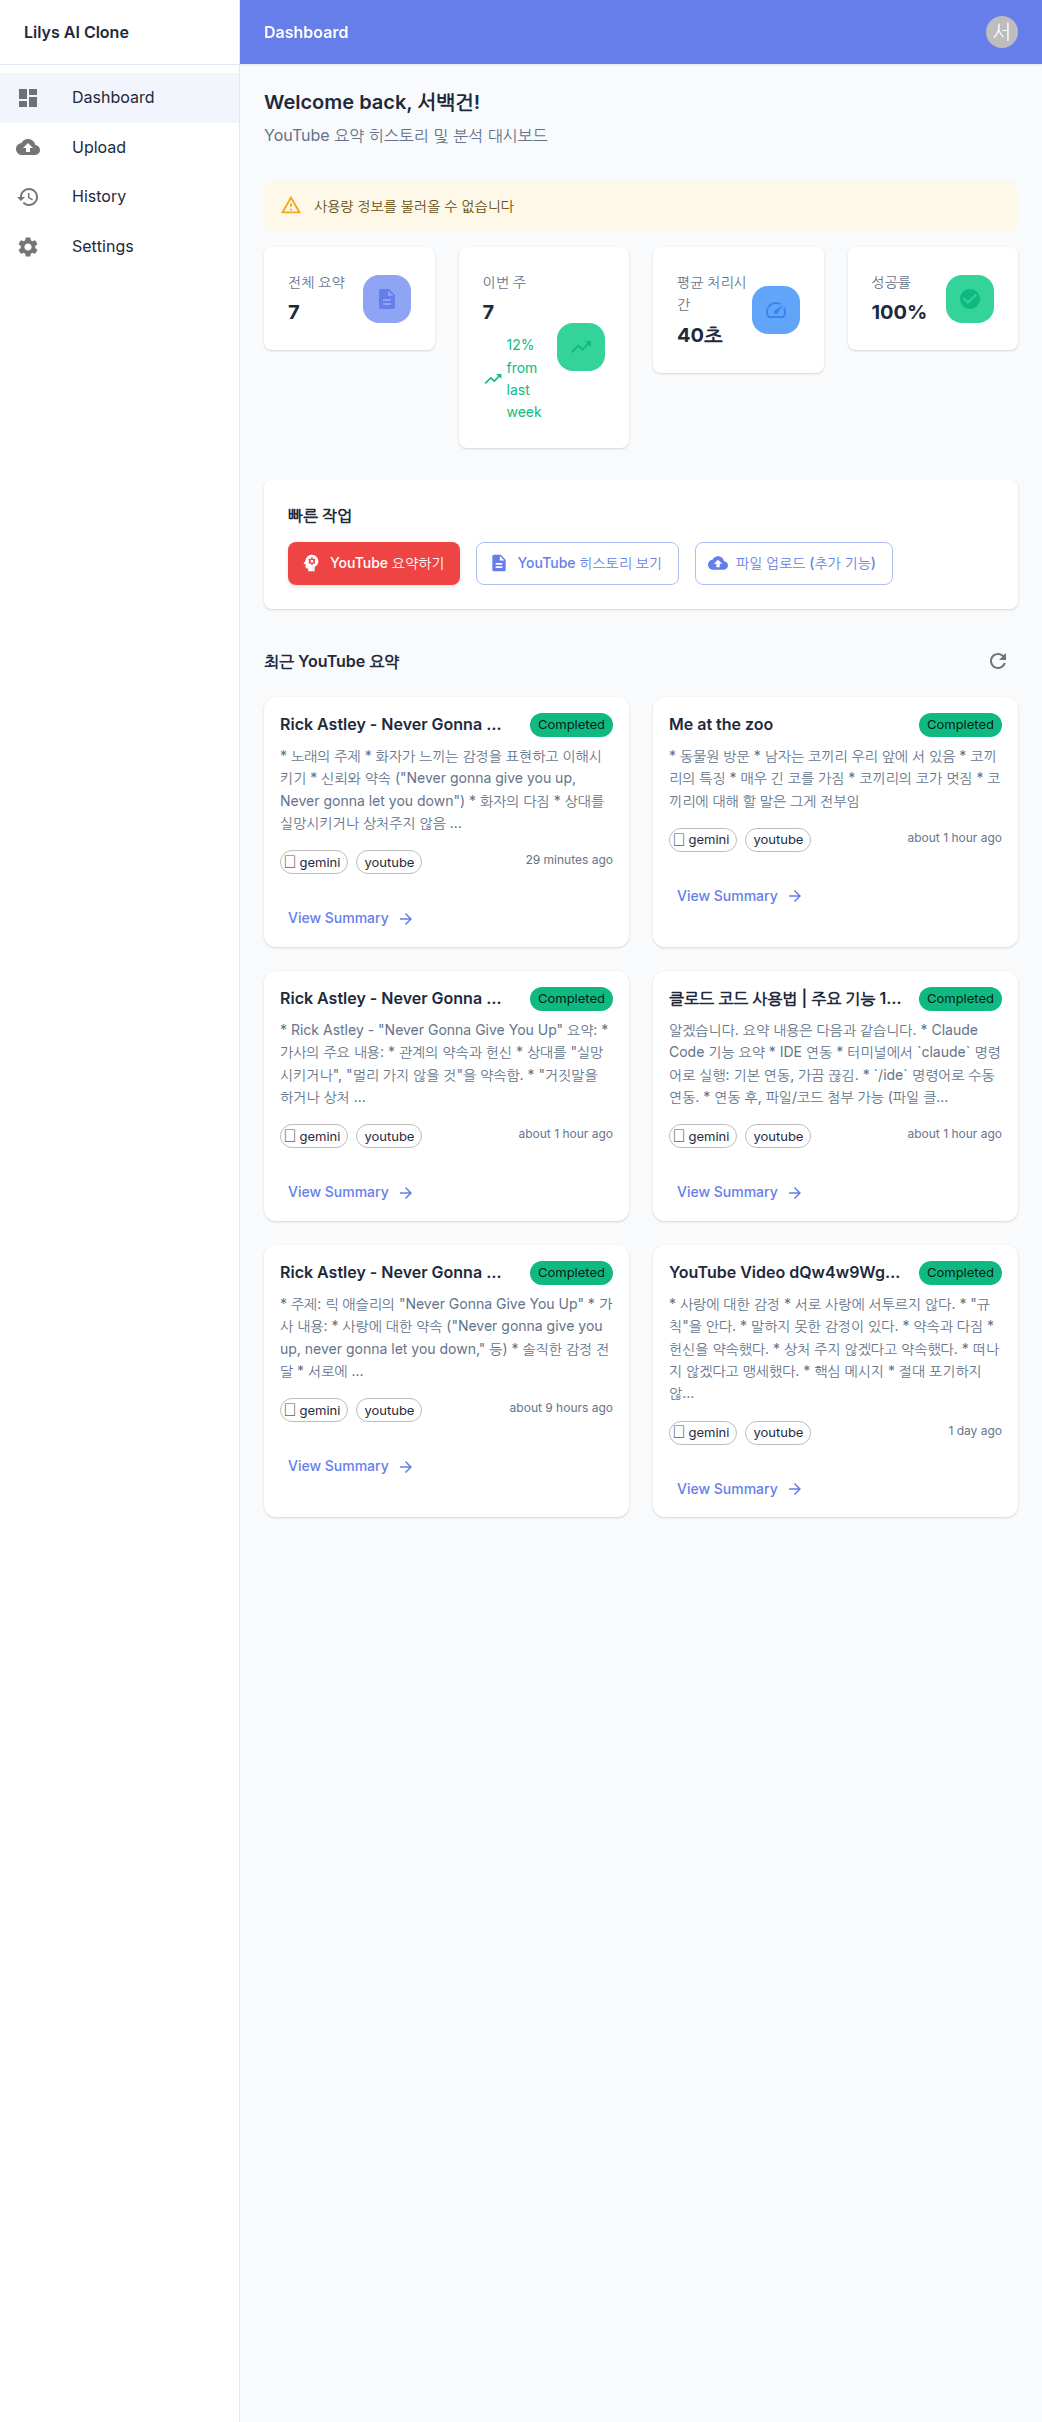 Lilys AI Clone
Dashboard
서
Dashboard
Upload
History
Settings
Welcome back, 서백건!
YouTube 요약 히스토리 및 분석 대시보드
사용량 정보를 불러올 수 없습니다
전체 요약
7
이번 주
7
12%
from
last
week
평균 처리시
간
40초
성공률
100%
빠른 작업
YouTube 요약하기
YouTube 히스토리 보기
파일 업로드 (추가 기능)
최근 YouTube 요약
Rick Astley - Never Gonna ...
Completed
* 노래의 주제 * 화자가 느끼는 감정을 표현하고 이해시
키기 * 신뢰와 약속 ("Never gonna give you up,
Never gonna let you down") * 화자의 다짐 * 상대를
실망시키거나 상처주지 않음 ...
gemini
youtube
29 minutes ago
View Summary
Me at the zoo
Completed
* 동물원 방문 * 남자는 코끼리 우리 앞에 서 있음 * 코끼
리의 특징 * 매우 긴 코를 가짐 * 코끼리의 코가 멋짐 * 코
끼리에 대해 할 말은 그게 전부임
gemini
youtube
about 1 hour ago
View Summary
Rick Astley - Never Gonna ...
Completed
* Rick Astley - "Never Gonna Give You Up" 요약: *
가사의 주요 내용: * 관계의 약속과 헌신 * 상대를 "실망
시키거나", "멀리 가지 않을 것"을 약속함. * "거짓말을
하거나 상처 ...
gemini
youtube
about 1 hour ago
View Summary
클로드 코드 사용법 | 주요 기능 1...
Completed
알겠습니다. 요약 내용은 다음과 같습니다. * Claude
Code 기능 요약 * IDE 연동 * 터미널에서 `claude` 명령
어로 실행: 기본 연동, 가끔 끊김. * `/ide` 명령어로 수동
연동. * 연동 후, 파일/코드 첨부 가능 (파일 클...
gemini
youtube
about 1 hour ago
View Summary
Rick Astley - Never Gonna ...
Completed
* 주제: 릭 애슬리의 "Never Gonna Give You Up" * 가
사 내용: * 사랑에 대한 약속 ("Never gonna give you
up, never gonna let you down," 등) * 솔직한 감정 전
달 * 서로에 ...
gemini
youtube
about 9 hours ago
View Summary
YouTube Video dQw4w9Wg...
Completed
* 사랑에 대한 감정 * 서로 사랑에 서투르지 않다. * "규
칙"을 안다. * 말하지 못한 감정이 있다. * 약속과 다짐 *
헌신을 약속했다. * 상처 주지 않겠다고 약속했다. * 떠나
지 않겠다고 맹세했다. * 핵심 메시지 * 절대 포기하지
않...
gemini
youtube
1 day ago
View Summary